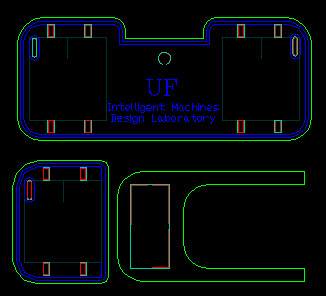 UF
Intelligent Machines
Design Laboratory